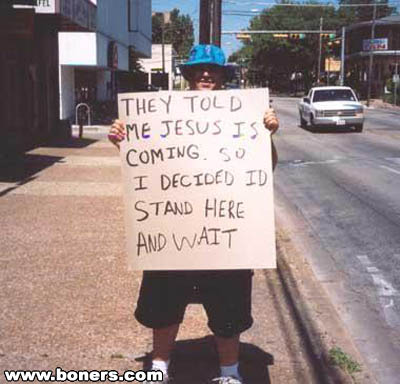 THEY TOLD
ME JESUS IS
COMING. SO
I DECIDED ID
STAND HERE
AND WAIT
www.boners.com